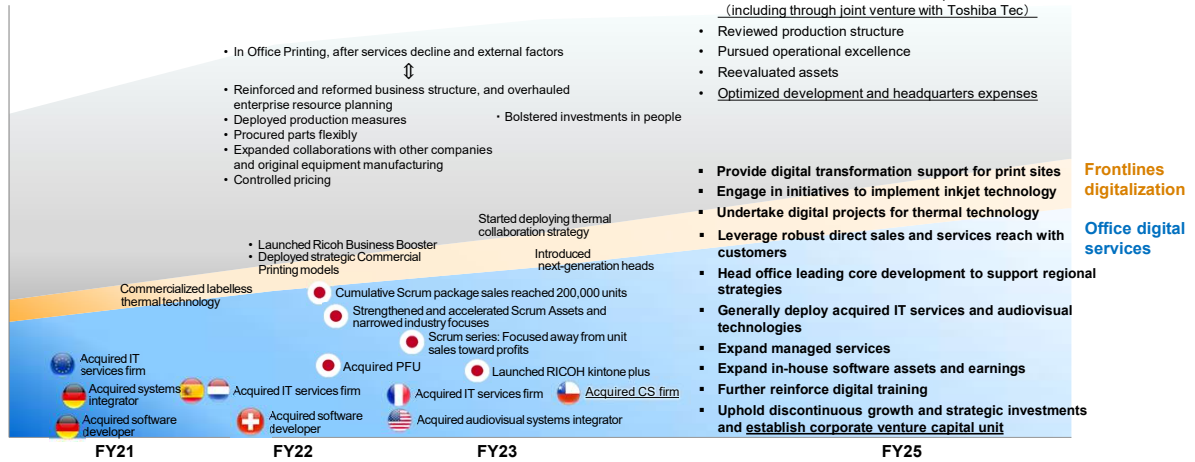 (including through joint venture with Toshiba Tec)
• Reviewed production structure
• Pursued operational excellence
• Reevaluated assets
• Optimized development and headquarters expenses
• In Office Printing, after services decline and external factors
⇕
• Reinforced and reformed business structure, and overhauled
enterprise resource planning
• Deployed production measures
• Procured parts flexibly
• Expanded collaborations with other companies
and original equipment manufacturing
• Controlled pricing
・Bolstered investments in people
▪ Provide digital transformation support for print sites
▪ Engage in initiatives to implement inkjet technology
▪ Undertake digital projects for thermal technology
▪ Leverage robust direct sales and services reach with
customers
▪ Head office leading core development to support regional
strategies
▪ Generally deploy acquired IT services and audiovisual
technologies
▪ Expand managed services
▪ Expand in-house software assets and earnings
▪ Further reinforce digital training
▪ Uphold discontinuous growth and strategic investments
and establish corporate venture capital unit
Frontlines
digitalization
Office digital
services
Started deploying thermal
collaboration strategy
• Launched Ricoh Business Booster
• Deployed strategic Commercial
Printing models
Introduced
next-generation heads
Commercialized labelless
thermal technology
Cumulative Scrum package sales reached 200,000 units
Strengthened and accelerated Scrum Assets and
narrowed industry focuses
Scrum series: Focused away from unit
sales toward profits
Acquired IT
services firm
Acquired PFU
Launched RICOH kintone plus
Acquired systems
integrator
Acquired IT services firm
Acquired IT services firm
Acquired CS firm
Acquired software
developer
Acquired software
developer
Acquired audiovisual systems integrator
FY21
FY22
FY23
FY25